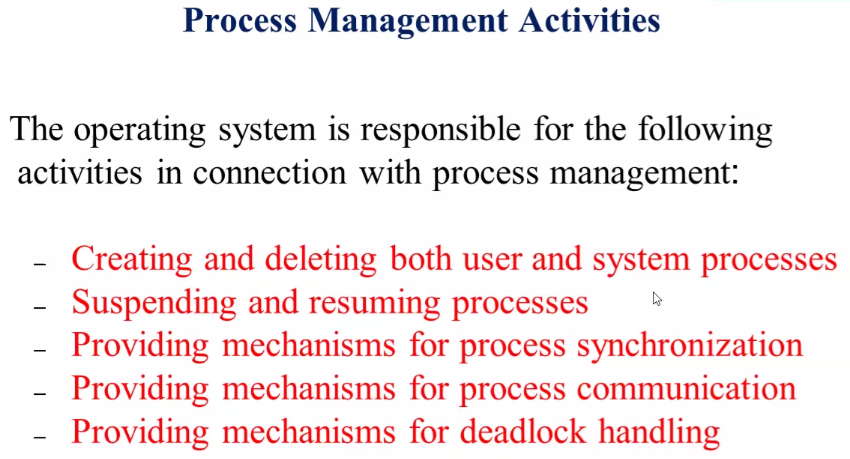 Process Management Activities
The operating system is responsible for the following
activities in connection with process management:
– Creating and deleting both user and system processes
– Suspending and resuming processes
– Providing mechanisms for process synchronization
– Providing mechanisms for process communication
– Providing mechanisms for deadlock handling